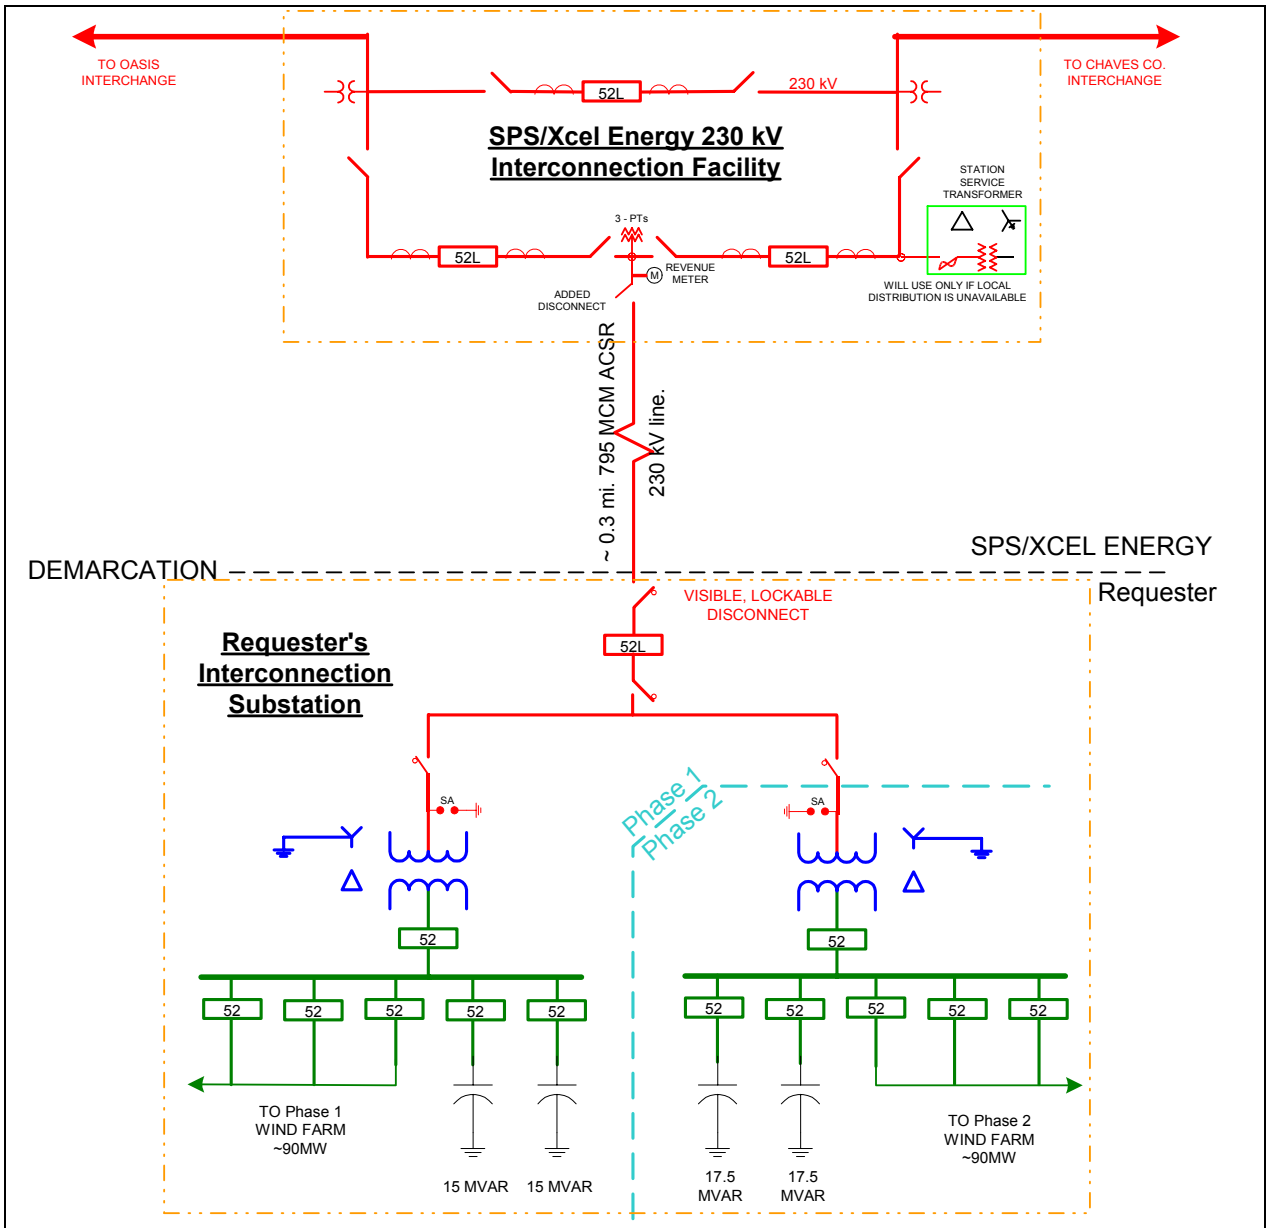 TO OASIS
INTERCHANGE
TO CHAVES CO.
INTERCHANGE
52L
230 kV
SPS/Xcel Energy 230 kV
Interconnection Facility
STATION
SERVICE
TRANSFORMER
3 - PTs
52L
52L
M
REVENUE
METER
ADDED
DISCONNECT
WILL USE ONLY IF LOCAL
DISTRIBUTION IS UNAVAILABLE
~ 0.3 mi. 795 MCM ACSR
230 kV line.
SPS/XCEL ENERGY
DEMARCATION
Requester
VISIBLE, LOCKABLE
DISCONNECT
52L
Requester's
Interconnection
Substation
SA
SA
Phase 1
Phase 2
52
52
52
52
52
52
52
52
52
52
52
52
TO Phase 1
WIND FARM
~90MW
15 MVAR
15 MVAR
17.5
MVAR
17.5
MVAR
TO Phase 2
WIND FARM
~90MW